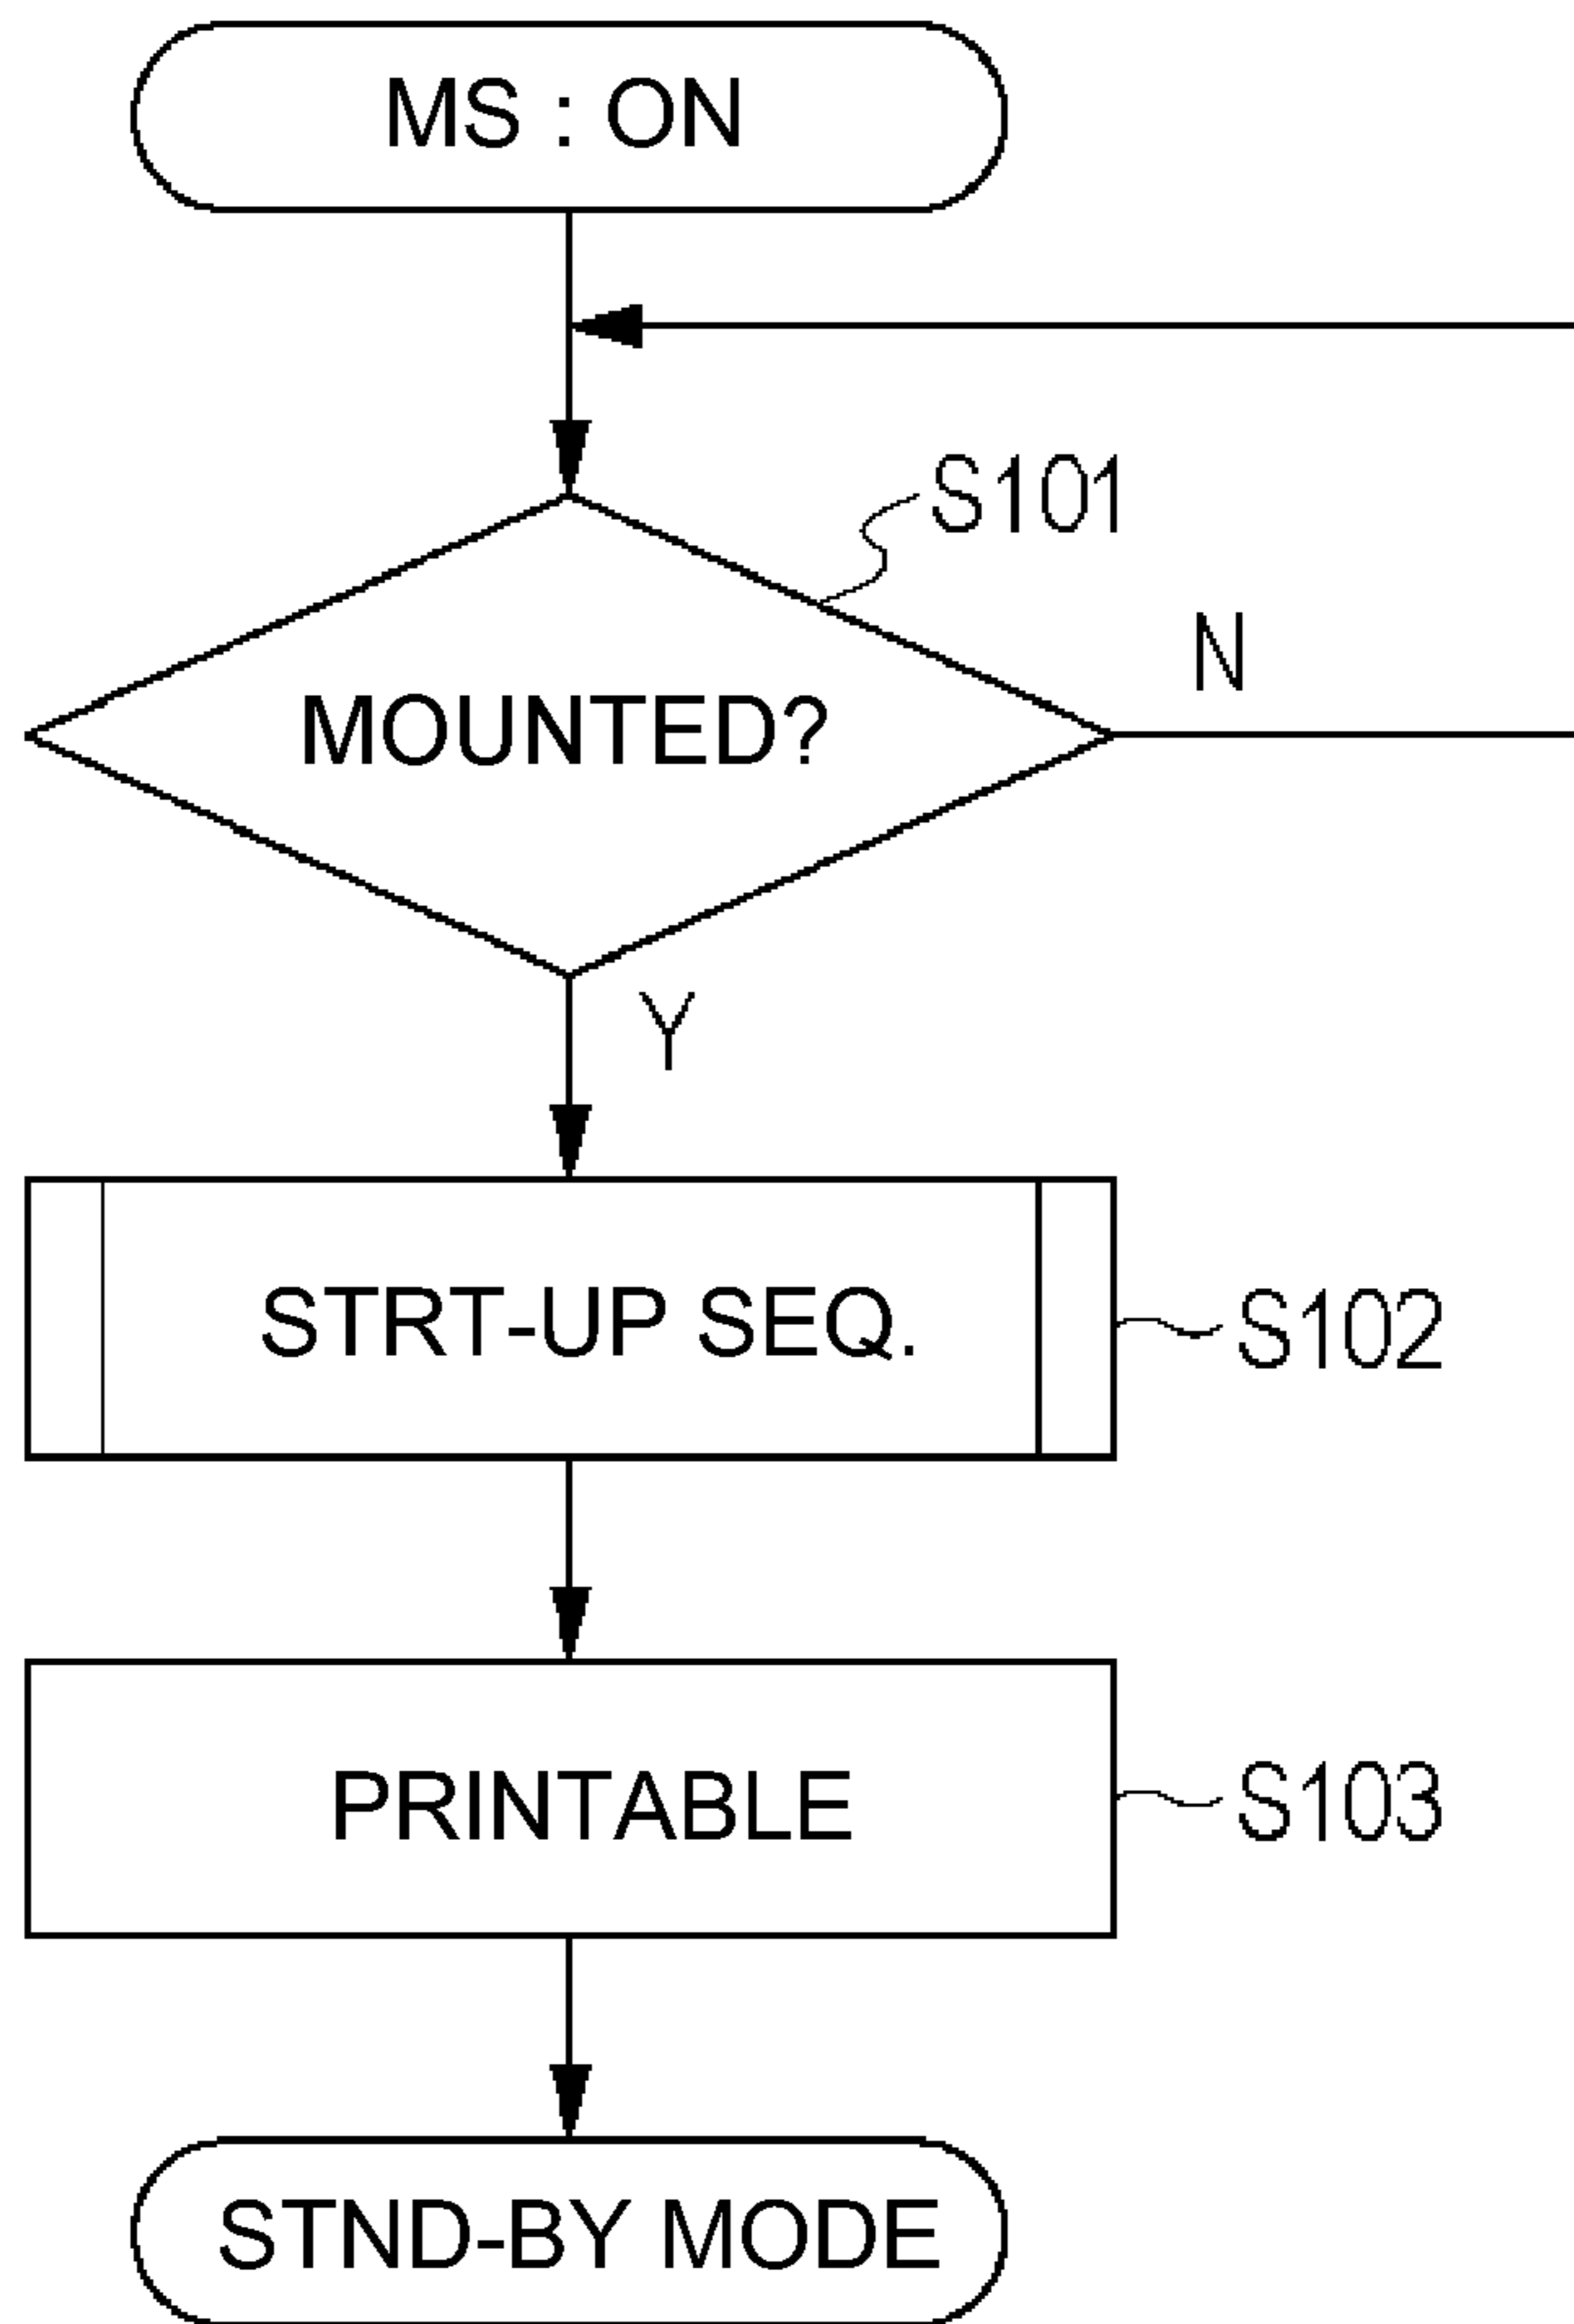 MS : ON
S101
N
MOUNTED?
Y
STRT-UP SEQ.
S102
PRINTABLE
S103
STND-BY MODE